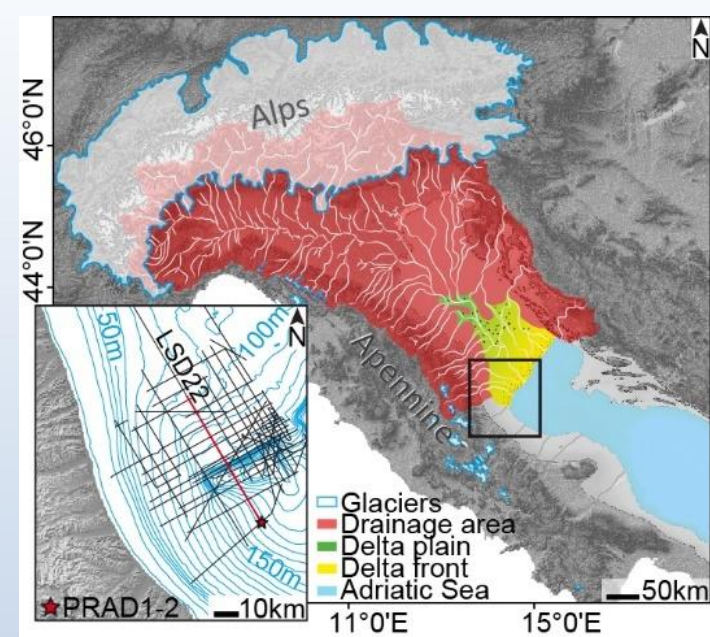 N
46°0'N
Alps
44°0'N
50m
100m
N
LSD22
Apennine
150m
★PRAD1-2
10km
Glaciers
Drainage area
Delta plain
Delta front
Adriatic Sea
50km
11°0'E
15°0'E